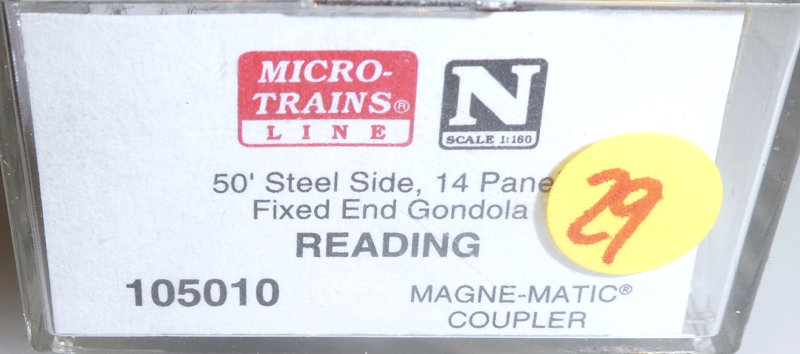 MICRO-
TRAINS®
LINE
N
SCALE 1:160
50' Steel Side, 14 Pane
Fixed End Gondola
29
READING
105010
MAGNE-MATIC®
COUPLER